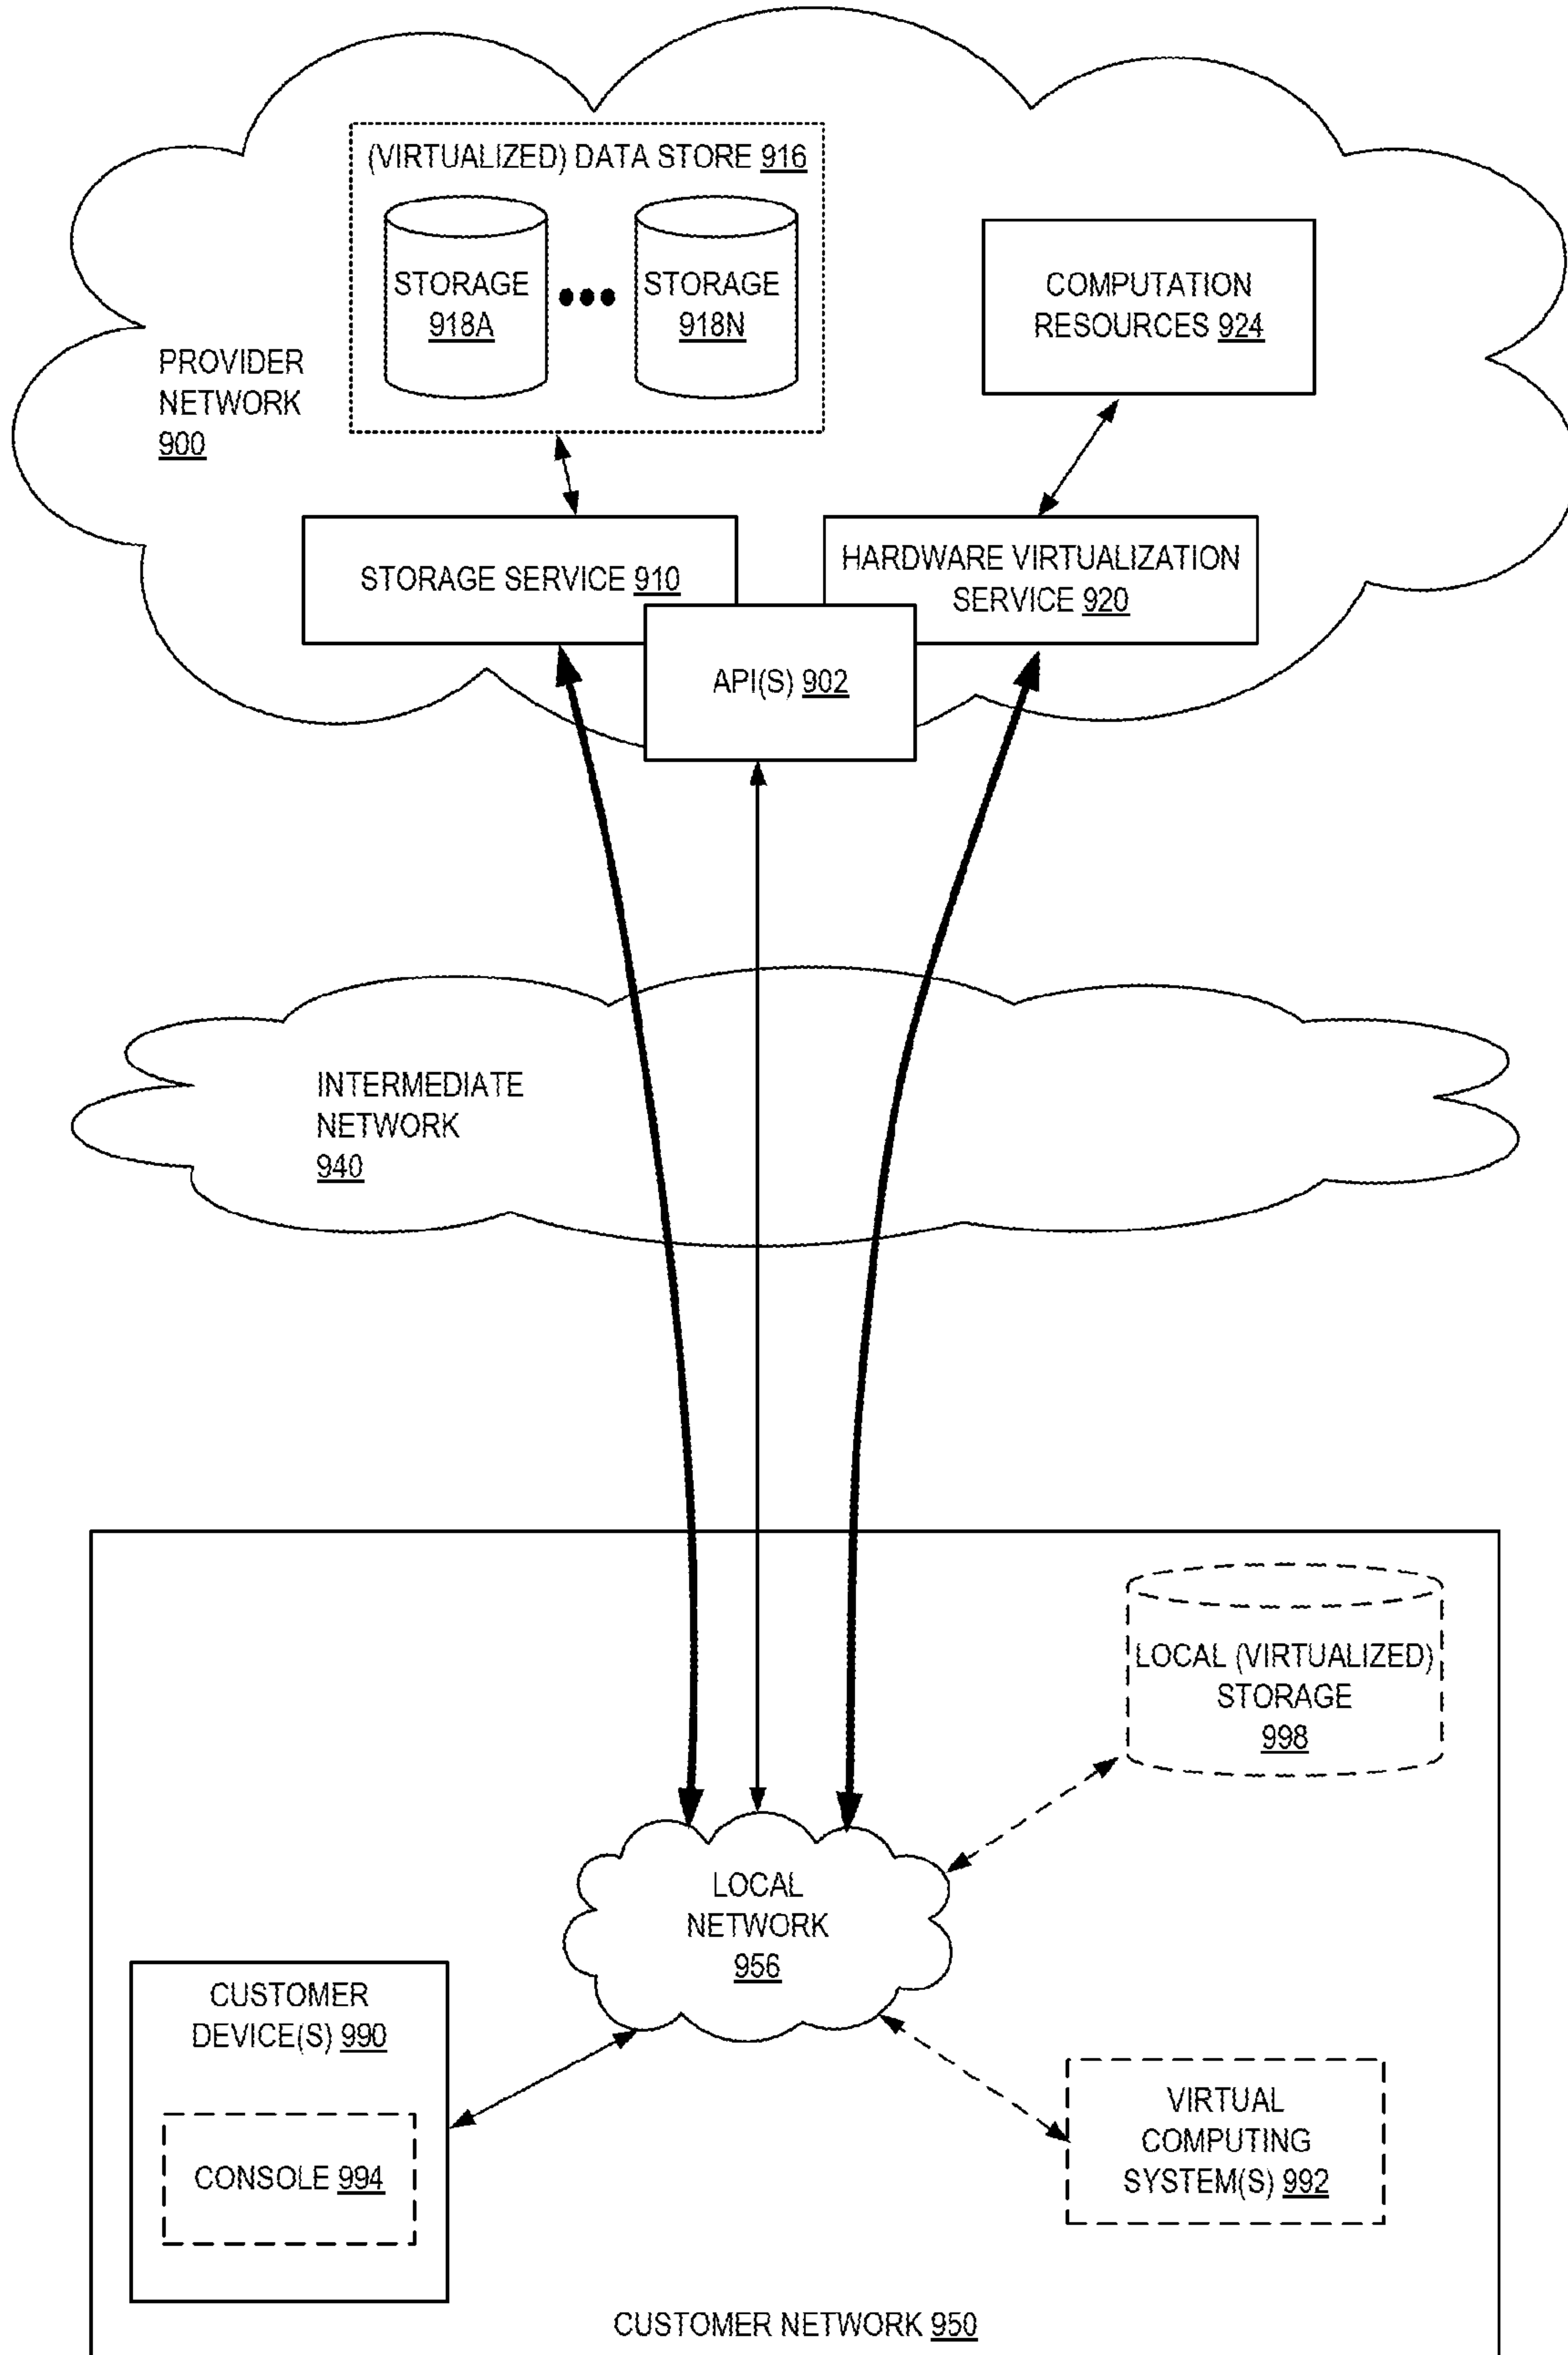 (VIRTUALIZED) DATA STORE 916
STORAGE
918A
STORAGE
918N
COMPUTATION
RESOURCES 924
PROVIDER
NETWORK
900
STORAGE SERVICE 910
HARDWARE VIRTUALIZATION
SERVICE 920
API(S) 902
INTERMEDIATE
NETWORK
940
LOCAL (VIRTUALIZED)
STORAGE
998
LOCAL
NETWORK
956
CUSTOMER
DEVICE(S) 990
CONSOLE 994
VIRTUAL
COMPUTING
SYSTEM(S) 992
CUSTOMER NETWORK 950